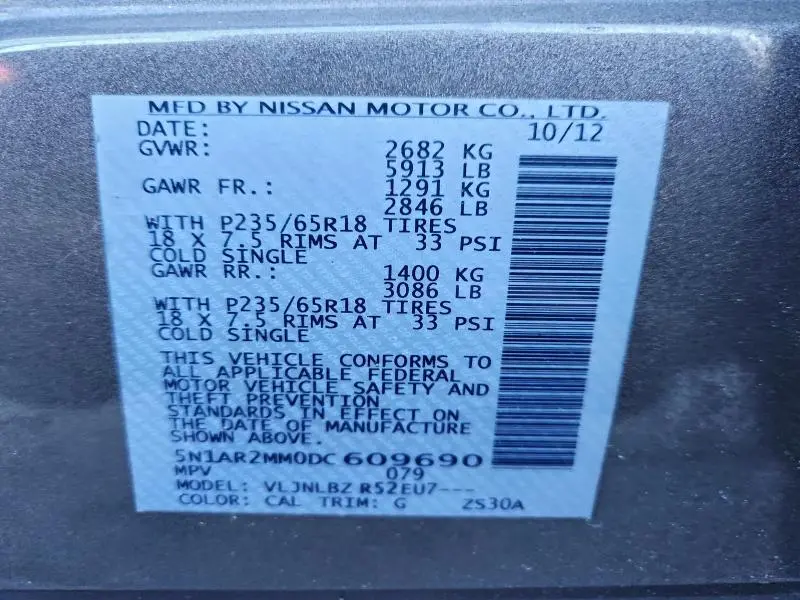 MFD BY NISSAN MOTOR CO., LTD.
DATE: 10/12
GVWR: 2682 KG
5913 LB
GAWR FR.: 1291 KG
2846 LB
WITH P235/65R18 TIRES
18 X 7.5 RIMS AT 33 PSI
COLD SINGLE
GAWR RR.: 1400 KG
3086 LB
WITH P235/65R18 TIRES
18 X 7.5 RIMS AT 33 PSI
COLD SINGLE
THIS VEHICLE CONFORMS TO
ALL APPLICABLE FEDERAL
MOTOR VEHICLE SAFETY AND
THEFT PREVENTION
STANDARDS IN EFFECT ON
THE DATE OF MANUFACTURE
SHOWN ABOVE.
5N1AR2MM0DC 609690
MPV 079
MODEL: VLJNLBZ R52EU7---
COLOR: CAL TRIM: G ZS30A